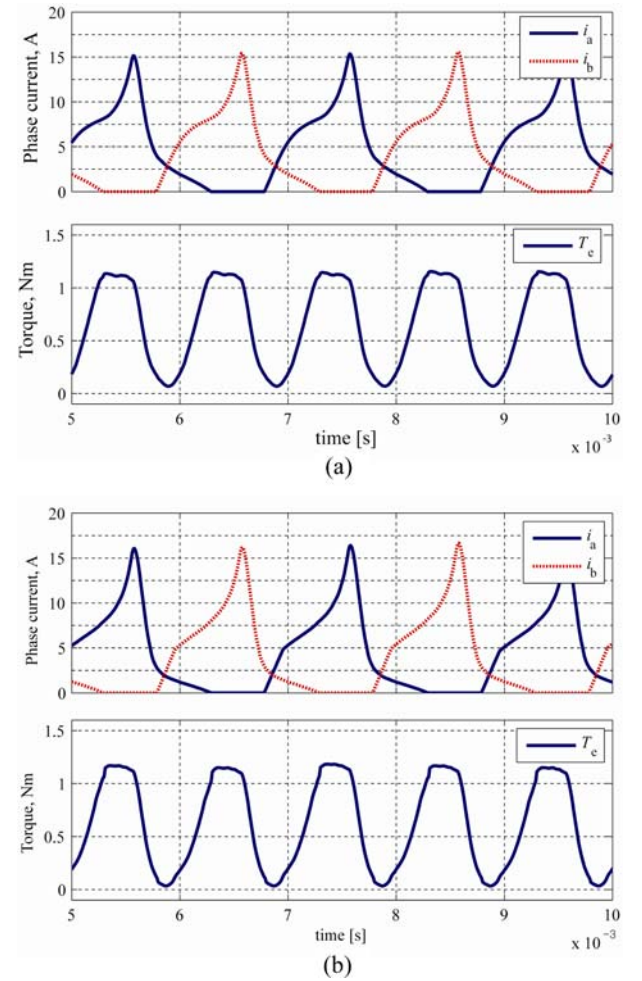 20
15
10
5
0
Phase current, A
i_a
i_b
1.5
1
0.5
0
Torque, Nm
T_e
5 6 7 8 9 10
time [s]
x 10^-3
(a)
20
15
10
5
0
Phase current, A
i_a
i_b
1.5
1
0.5
0
Torque, Nm
T_e
5 6 7 8 9 10
time [s]
x 10^-3
(b)